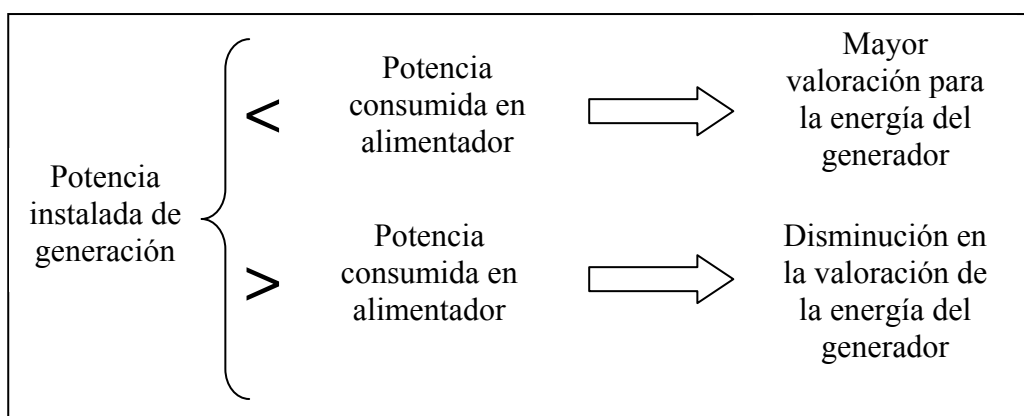 Potencia
instalada de
generación
<
Potencia
consumida en
alimentador
Mayor
valoración para
la energía del
generador
>
Potencia
consumida en
alimentador
Disminución en
la valoración de
la energía del
generador